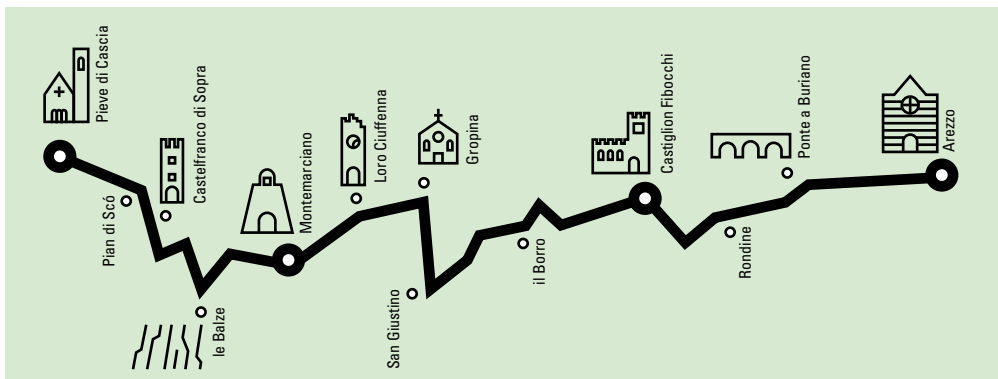 Pieve di Cascia
Pian di Scó
Castelfranco di Sopra
le Balze
Montemarciano
Loro Ciuffenna
San Giustino
Gropina
il Borro
Castiglion Fibocchi
Rondine
Ponte a Buriano
Arezzo